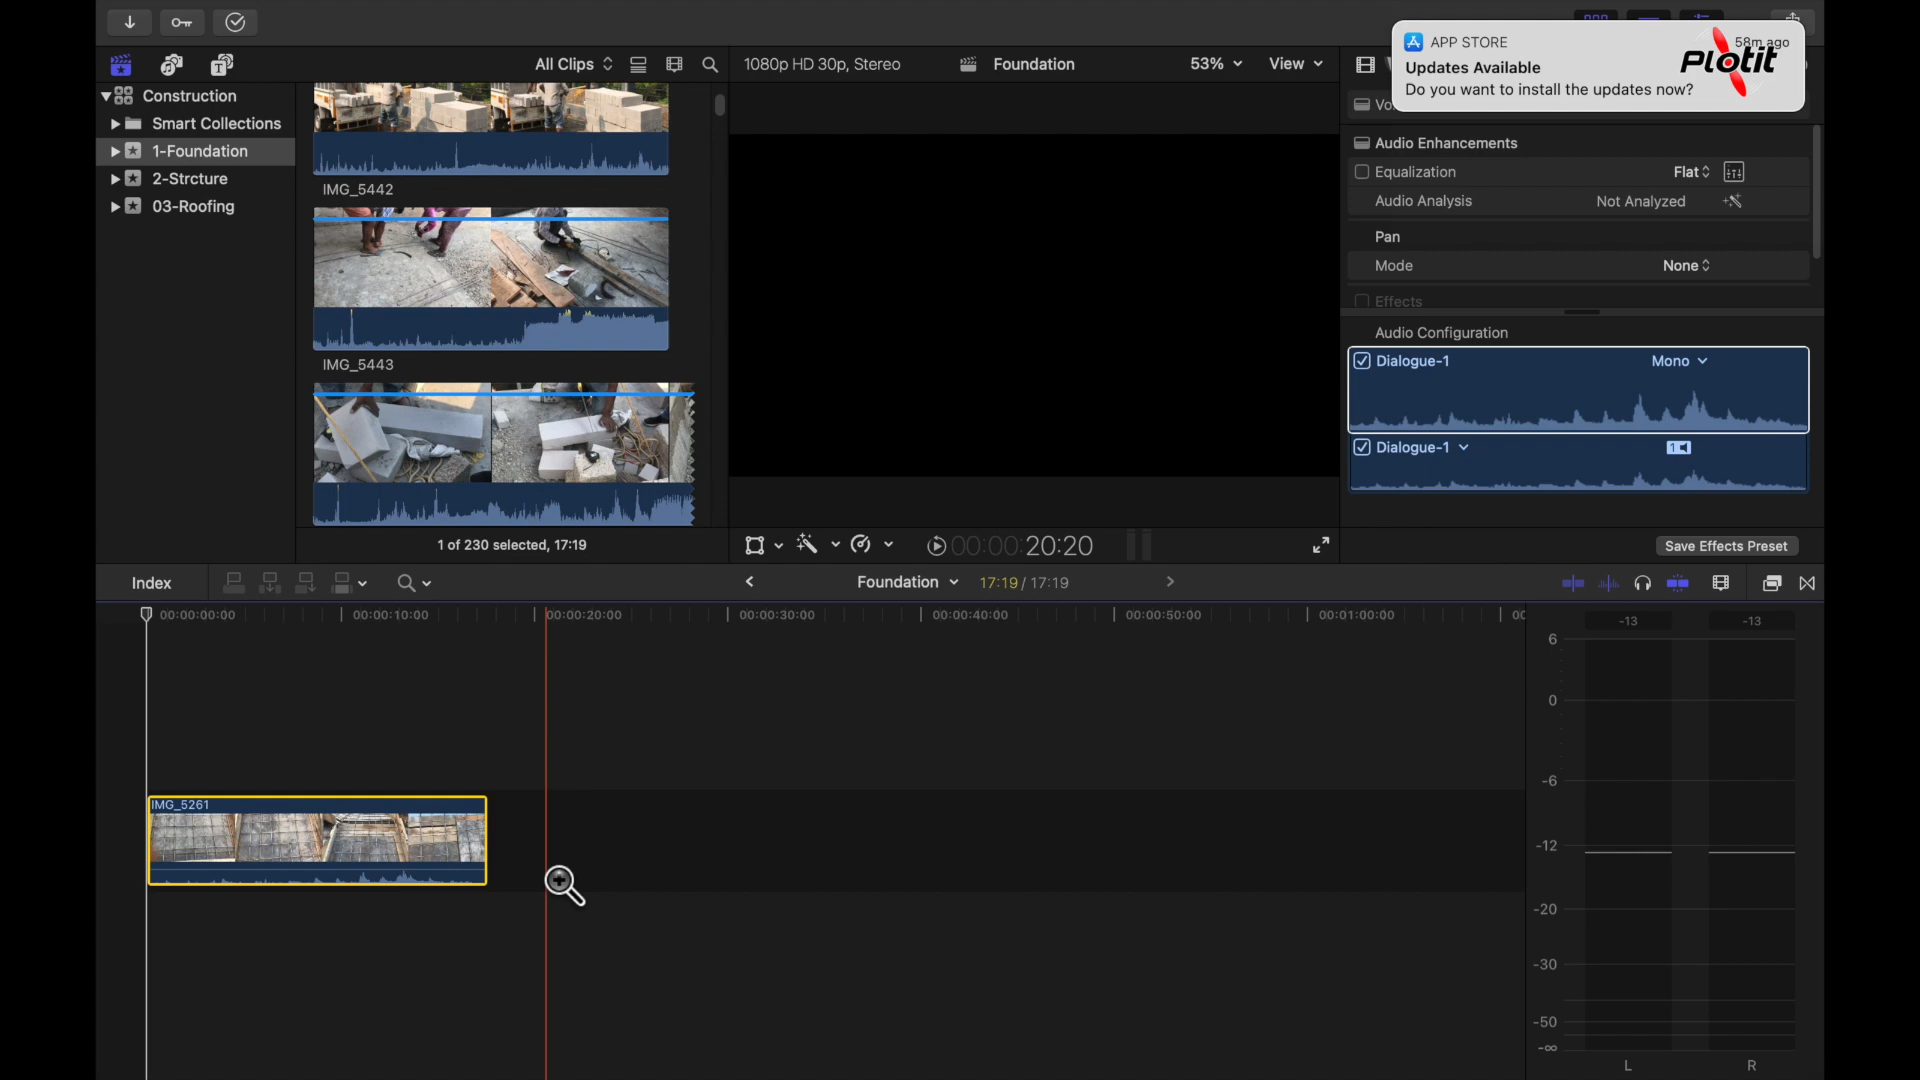 All Clips
1080p HD 30p, Stereo
Foundation
53%
View
APP STORE
58m ago
Updates Available
Do you want to install the updates now?
Plotit
Construction
Smart Collections
1-Foundation
2-Strcture
03-Roofing
IMG_5442
IMG_5443
1 of 230 selected, 17:19
Vo
Audio Enhancements
Equalization
Flat
Audio Analysis
Not Analyzed
Pan
Mode
None
Effects
Audio Configuration
Dialogue-1
Mono
Dialogue-1
1
00:00:20:20
Save Effects Preset
Index
Foundation
17:19 / 17:19
00:00:00:00
00:00:10:00
00:00:20:00
00:00:30:00
00:00:40:00
00:00:50:00
00:01:00:00
00
IMG_5261
-13
-13
6
0
-6
-12
-20
-30
-50
-∞
L
R